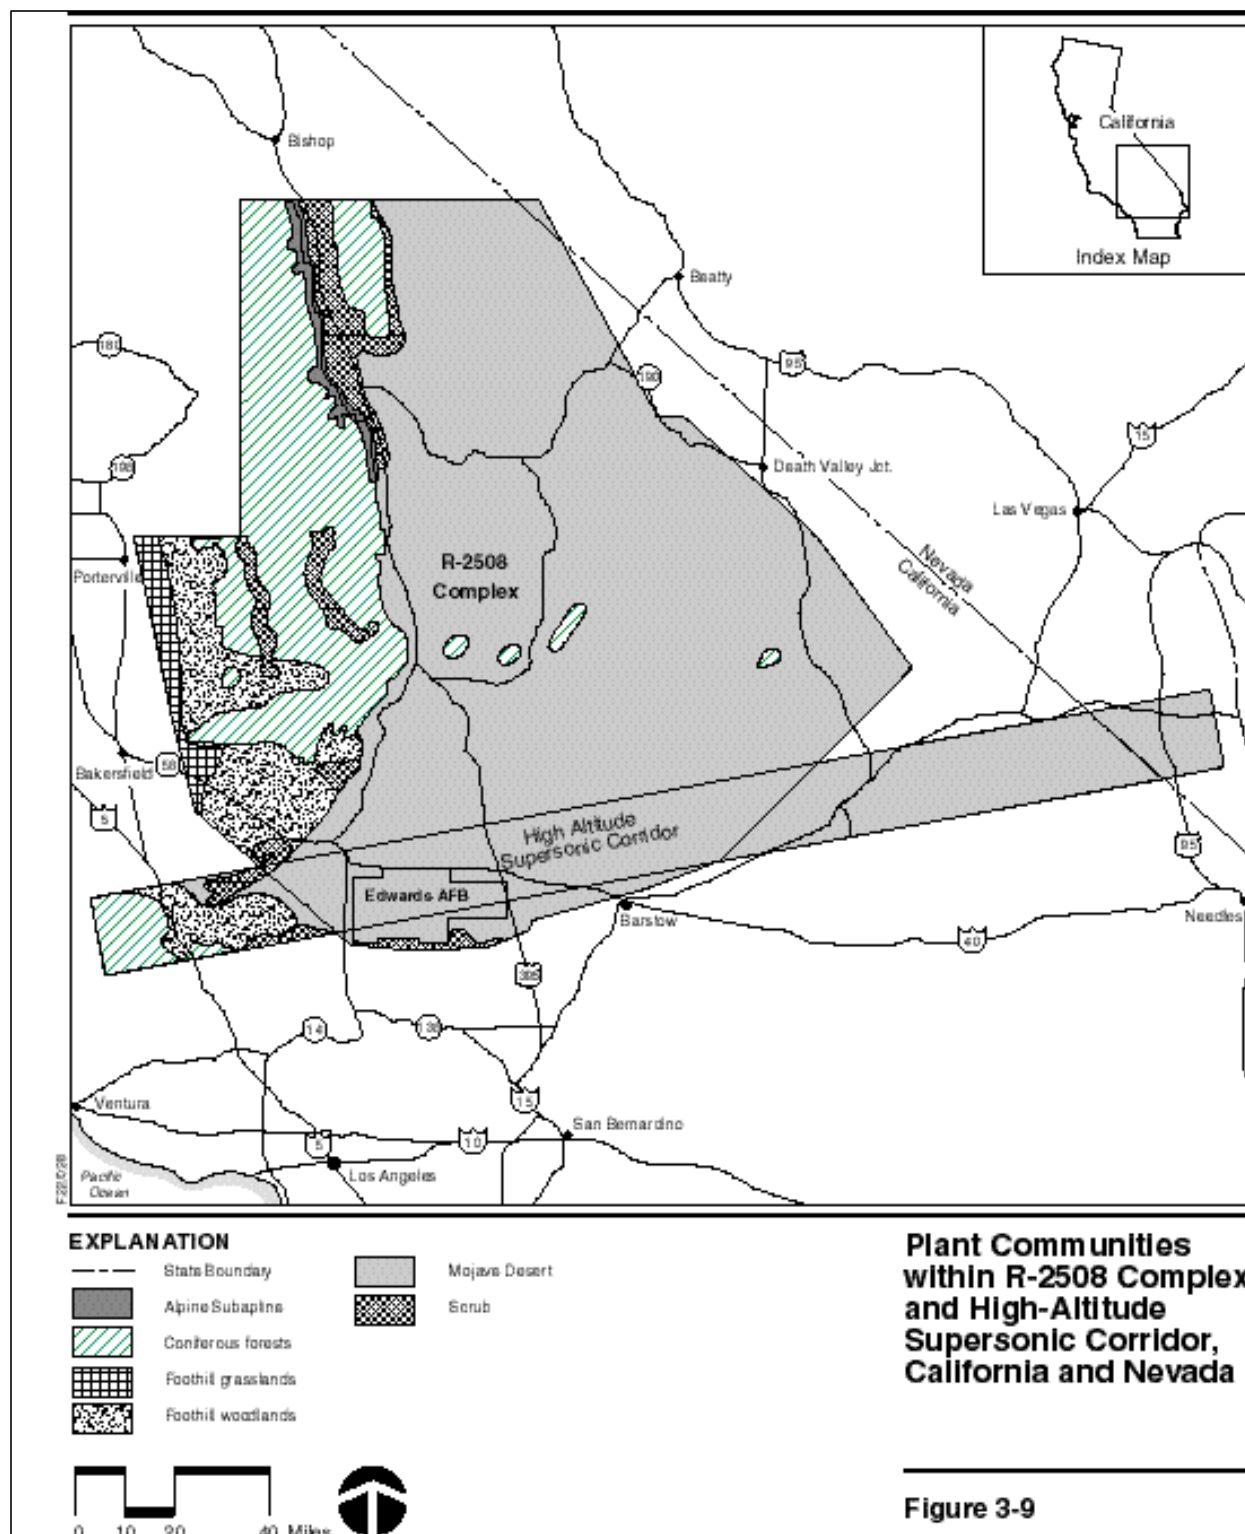 Bishop
California
Index Map
Beatty
180
190
95
15
198
Death Valley Jct.
Las Vegas
Nevada
California
R-2508
Complex
Porterville
Bakersfield
58
5
High Altitude
Supersonic Corridor
Edwards AFB
95
Barstow
Needles
40
395
14
138
Ventura
15
San Bernardino
5
10
Los Angeles
Pacific
Ocean
EXPLANATION
State Boundary
Alpine Subapline
Coniferous forests
Foothill grasslands
Foothill woodlands
Mojave Desert
Scrub
Plant Communities
within R-2508 Complex
and High-Altitude
Supersonic Corridor,
California and Nevada
0 10 20 40 Miles
Figure 3-9